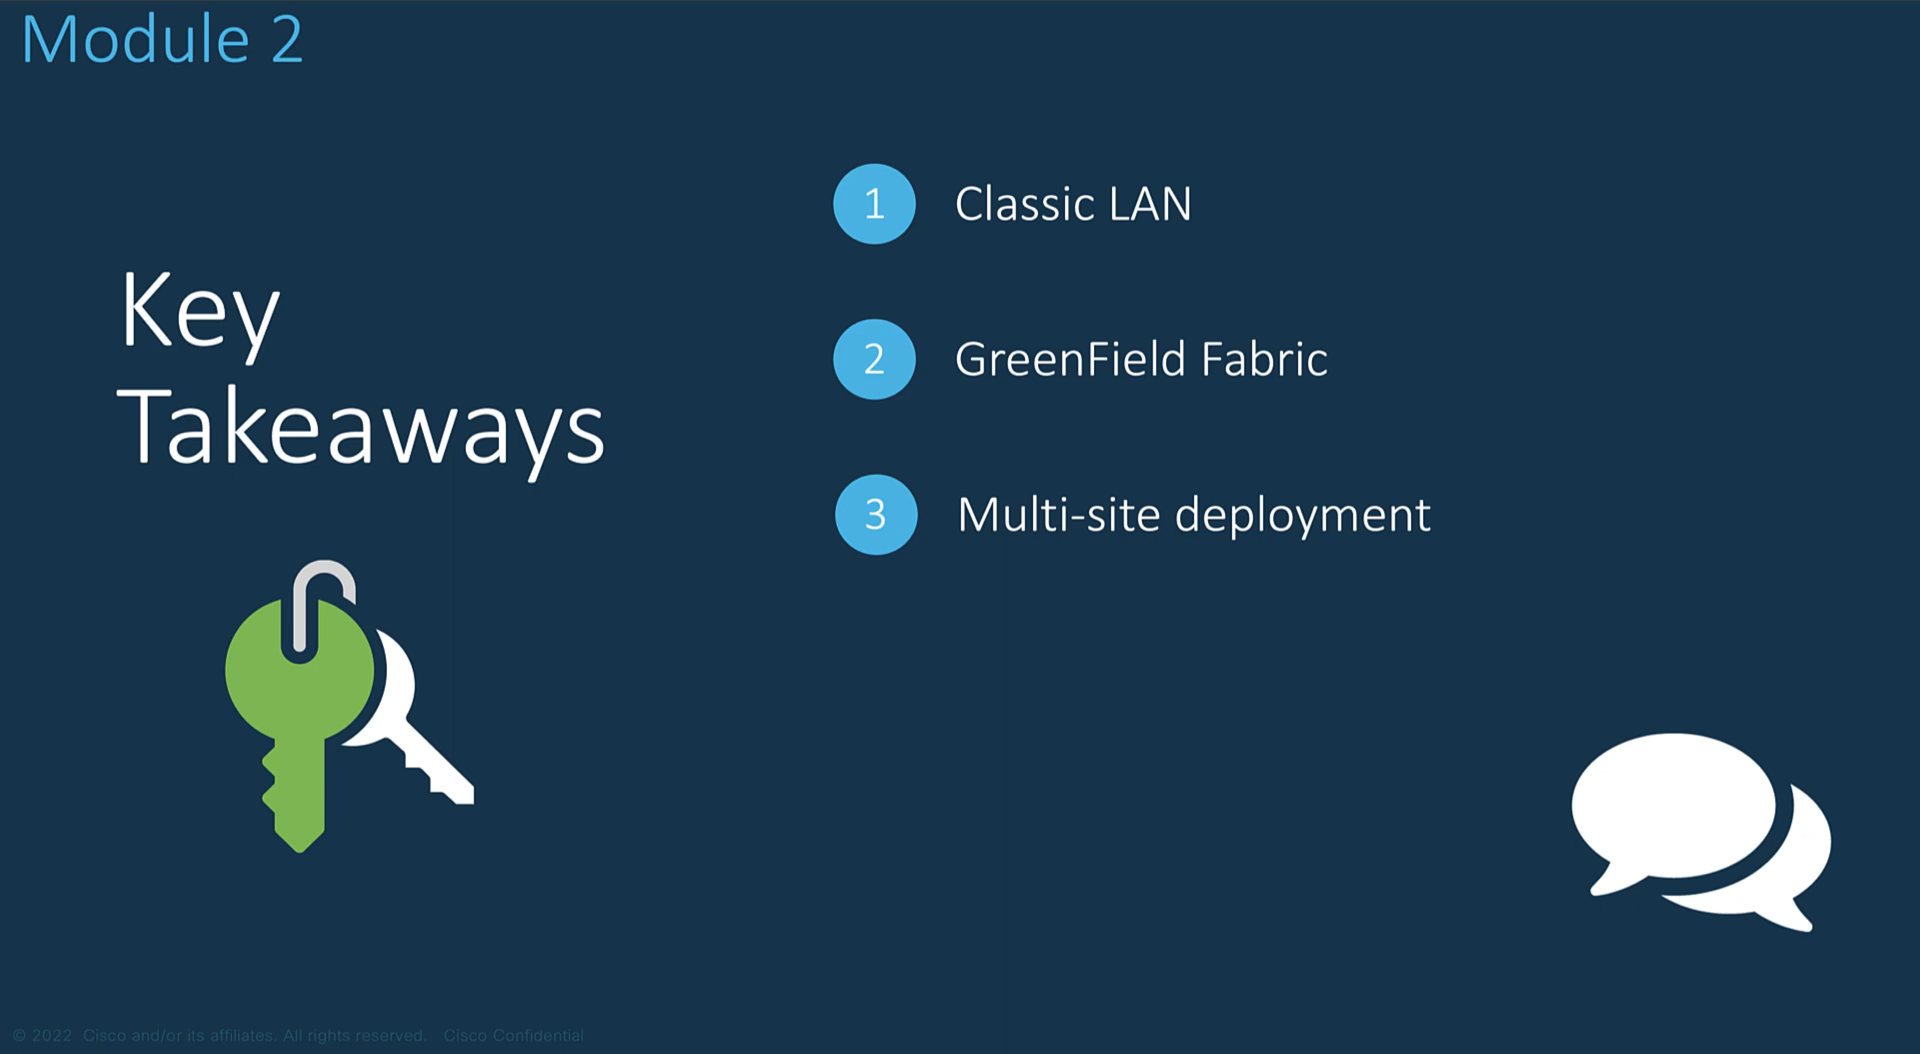 Module 2
Key
Takeaways
1 Classic LAN
2 GreenField Fabric
3 Multi-site deployment
© 2022 Cisco and/or its affiliates. All rights reserved. Cisco Confidential